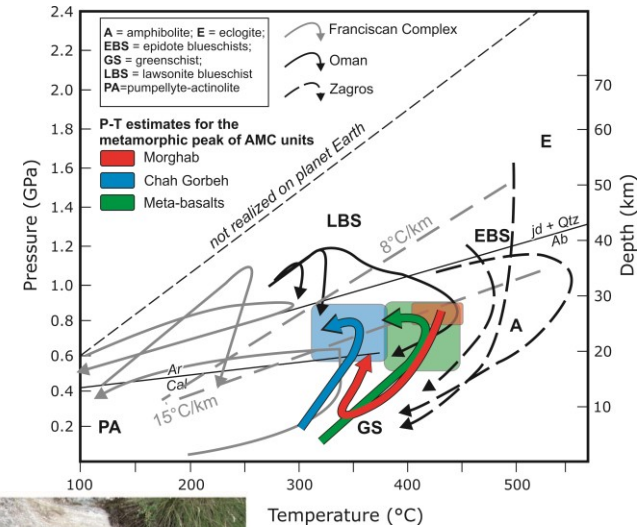 2.4
2.2
2.0
1.8
1.6
1.4
1.2
1.0
0.8
0.6
0.4
0.2
Pressure (GPa)
A = amphibolite; E = eclogite;
EBS = epidote blueschists;
GS = greenschist;
LBS = lawsonite blueschist
PA=pumpellyte-actinolite
Franciscan Complex
Oman
Zagros
P-T estimates for the
metamorphic peak of AMC units
Morghab
Chah Gorbeh
Meta-basalts
not realized on planet Earth
E
LBS
8°C/km
EBS
jd + Qtz
Ab
A
Ar
Cal
15°C/km
PA
GS
70
60
50
40
30
20
10
Depth (km)
100
200
300
400
500
Temperature (°C)